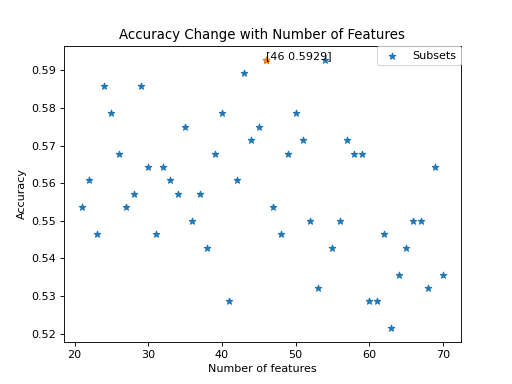 Accuracy Change with Number of Features
[46 0.5929]
Subsets
0.59
0.58
0.57
0.56
0.55
0.54
0.53
0.52
Accuracy
20 30 40 50 60 70
Number of features